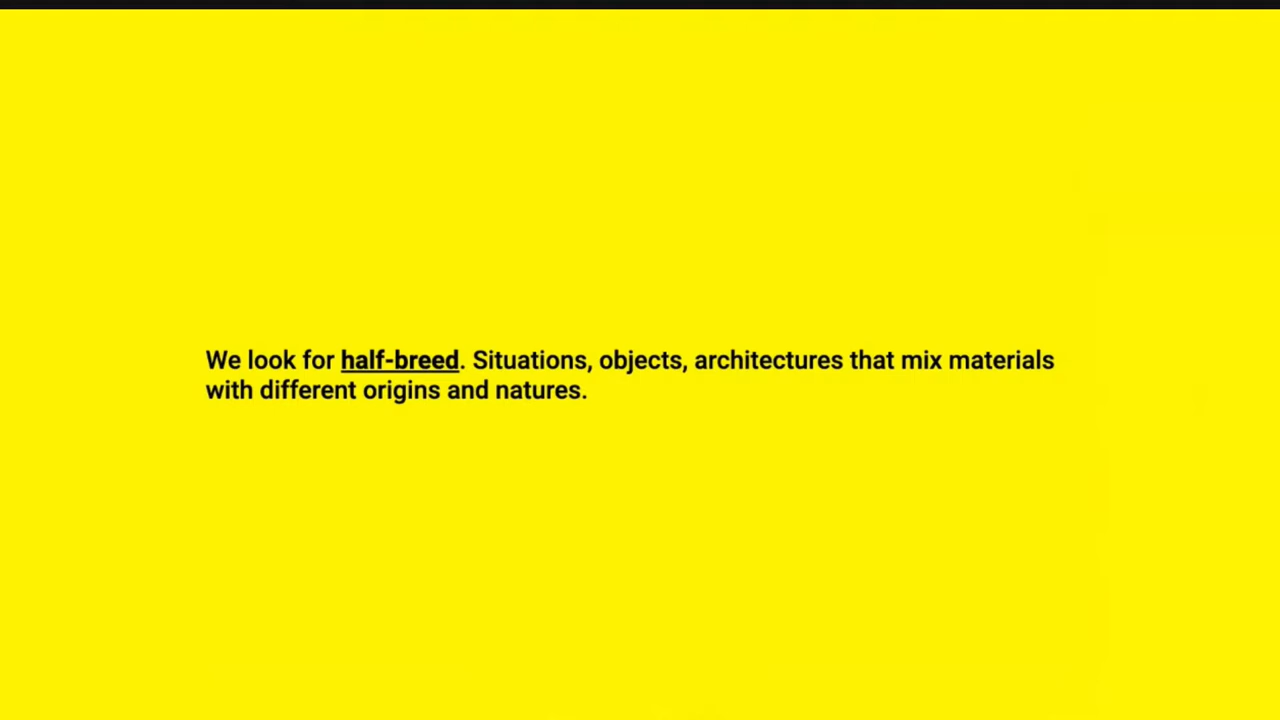 We look for half-breed. Situations, objects, architectures that mix materials
with different origins and natures.